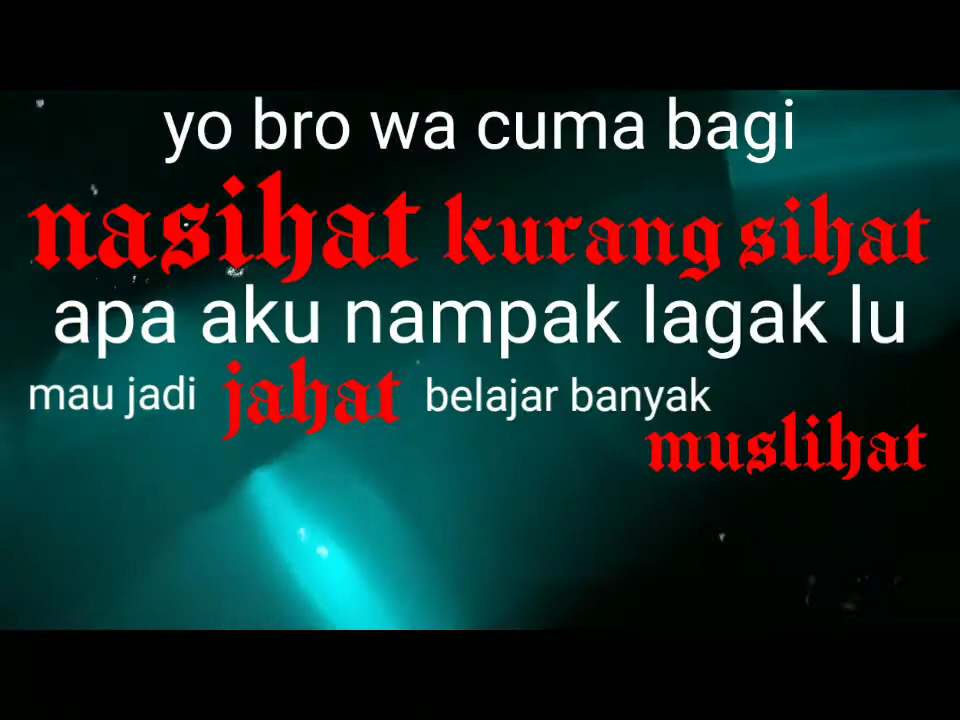 yo bro wa cuma bagi
nasihat kurang sihat
apa aku nampak lagak lu
mau jadi jahat belajar banyak
muslihat